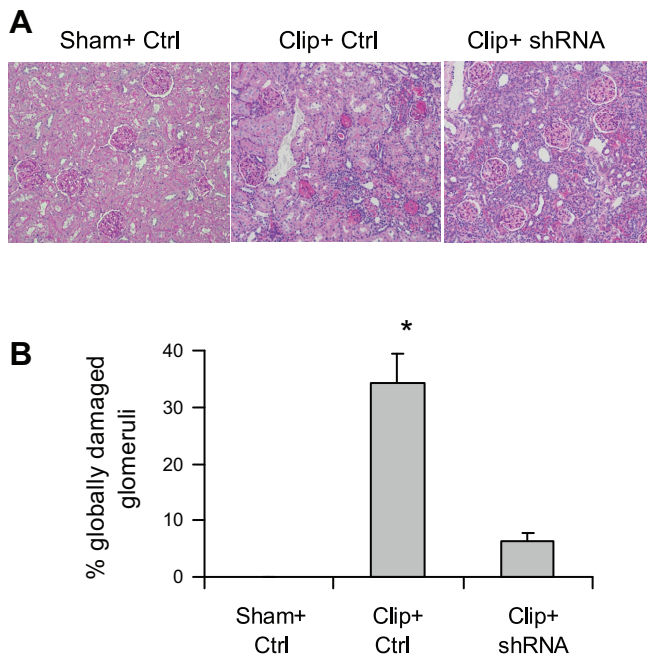 A
Sham+ Ctrl
Clip+ Ctrl
Clip+ shRNA
B
% globally damaged
glomeruli
40
30
20
10
0
*
Sham+
Ctrl
Clip+
Ctrl
Clip+
shRNA